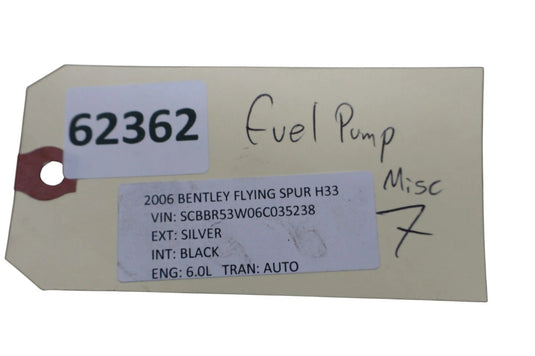 62362
Fuel Pump
Misc
7
2006 BENTLEY FLYING SPUR H33
VIN: SCBBR53W06C035238
EXT: SILVER
INT: BLACK
ENG: 6.0L TRAN: AUTO